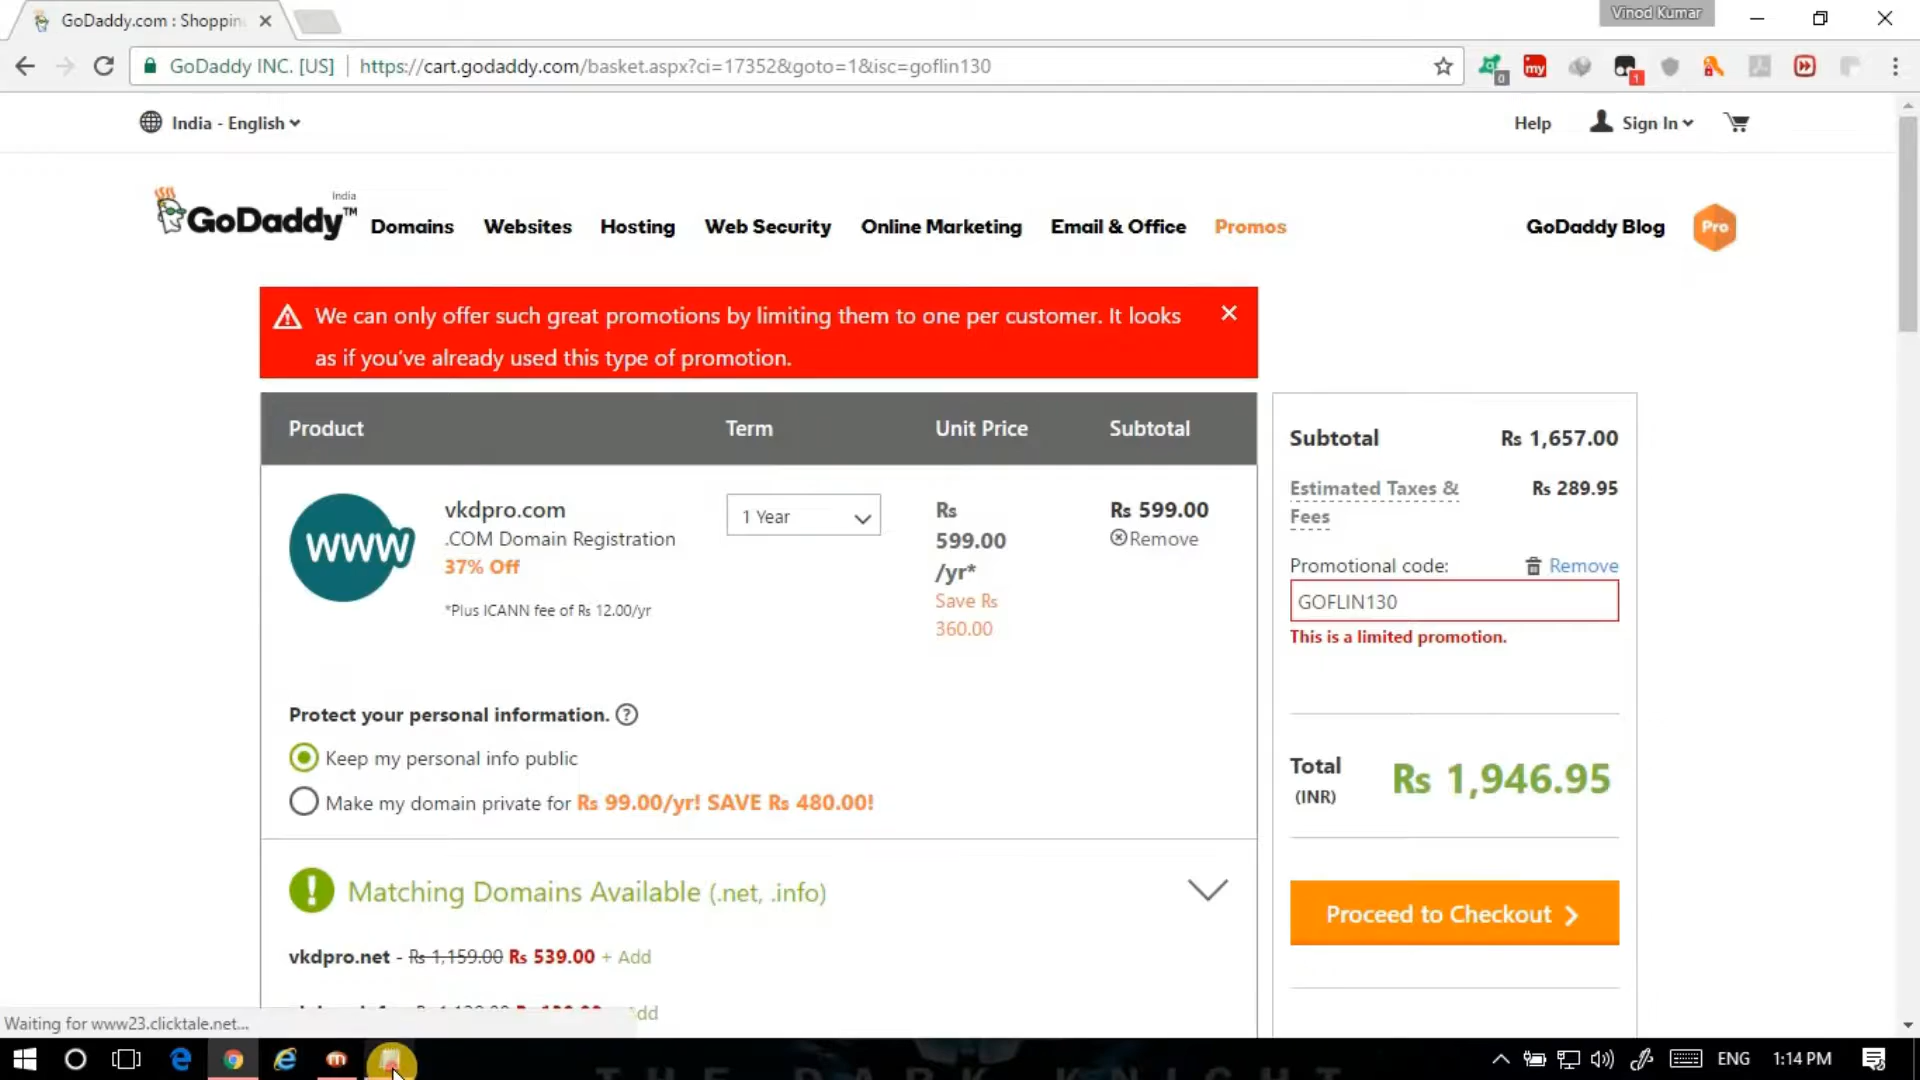 GoDaddy.com : Shoppin
Vinod Kumar
GoDaddy INC. [US] https://cart.godaddy.com/basket.aspx?ci=17352&goto=1&isc=goflin130
0
my
1
India - English
Help
Sign In
India
GoDaddy™
Domains
Websites
Hosting
Web Security
Online Marketing
Email & Office
Promos
GoDaddy Blog
Pro
We can only offer such great promotions by limiting them to one per customer. It looks
as if you've already used this type of promotion.
Product
Term
Unit Price
Subtotal
www
vkdpro.com
.COM Domain Registration
37% Off
*Plus ICANN fee of Rs 12.00/yr
1 Year
Rs
599.00
/yr*
Save Rs
360.00
Rs 599.00
Remove
Protect your personal information. ?
Keep my personal info public
Make my domain private for Rs 99.00/yr! SAVE Rs 480.00!
! Matching Domains Available (.net, .info)
vkdpro.net - Rs 1,159.00 Rs 539.00 + Add
Subtotal
Rs 1,657.00
Estimated Taxes &
Fees
Rs 289.95
Promotional code:
Remove
GOFLIN130
This is a limited promotion.
Total
(INR)
Rs 1,946.95
Proceed to Checkout
Waiting for www23.clicktale.net...
THE DARK KNIGHT
ENG
1:14 PM